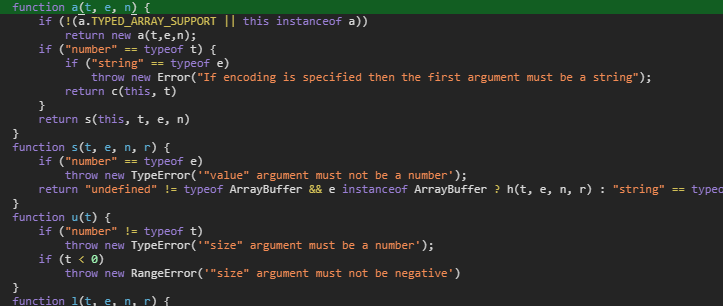 function a(t, e, n) {
if (!(a.TYPED_ARRAY_SUPPORT || this instanceof a))
return new a(t,e,n);
if ("number" == typeof t) {
if ("string" == typeof e)
throw new Error("If encoding is specified then the first argument must be a string");
return c(this, t)
}
return s(this, t, e, n)
}
function s(t, e, n, r) {
if ("number" == typeof e)
throw new TypeError('"value" argument must not be a number');
return "undefined" != typeof ArrayBuffer && e instanceof ArrayBuffer ? h(t, e, n, r) : "string" == typeo
}
function u(t) {
if ("number" != typeof t)
throw new TypeError('"size" argument must be a number');
if (t < 0)
throw new RangeError('"size" argument must not be negative')
}
function l(t, e, n, r) {